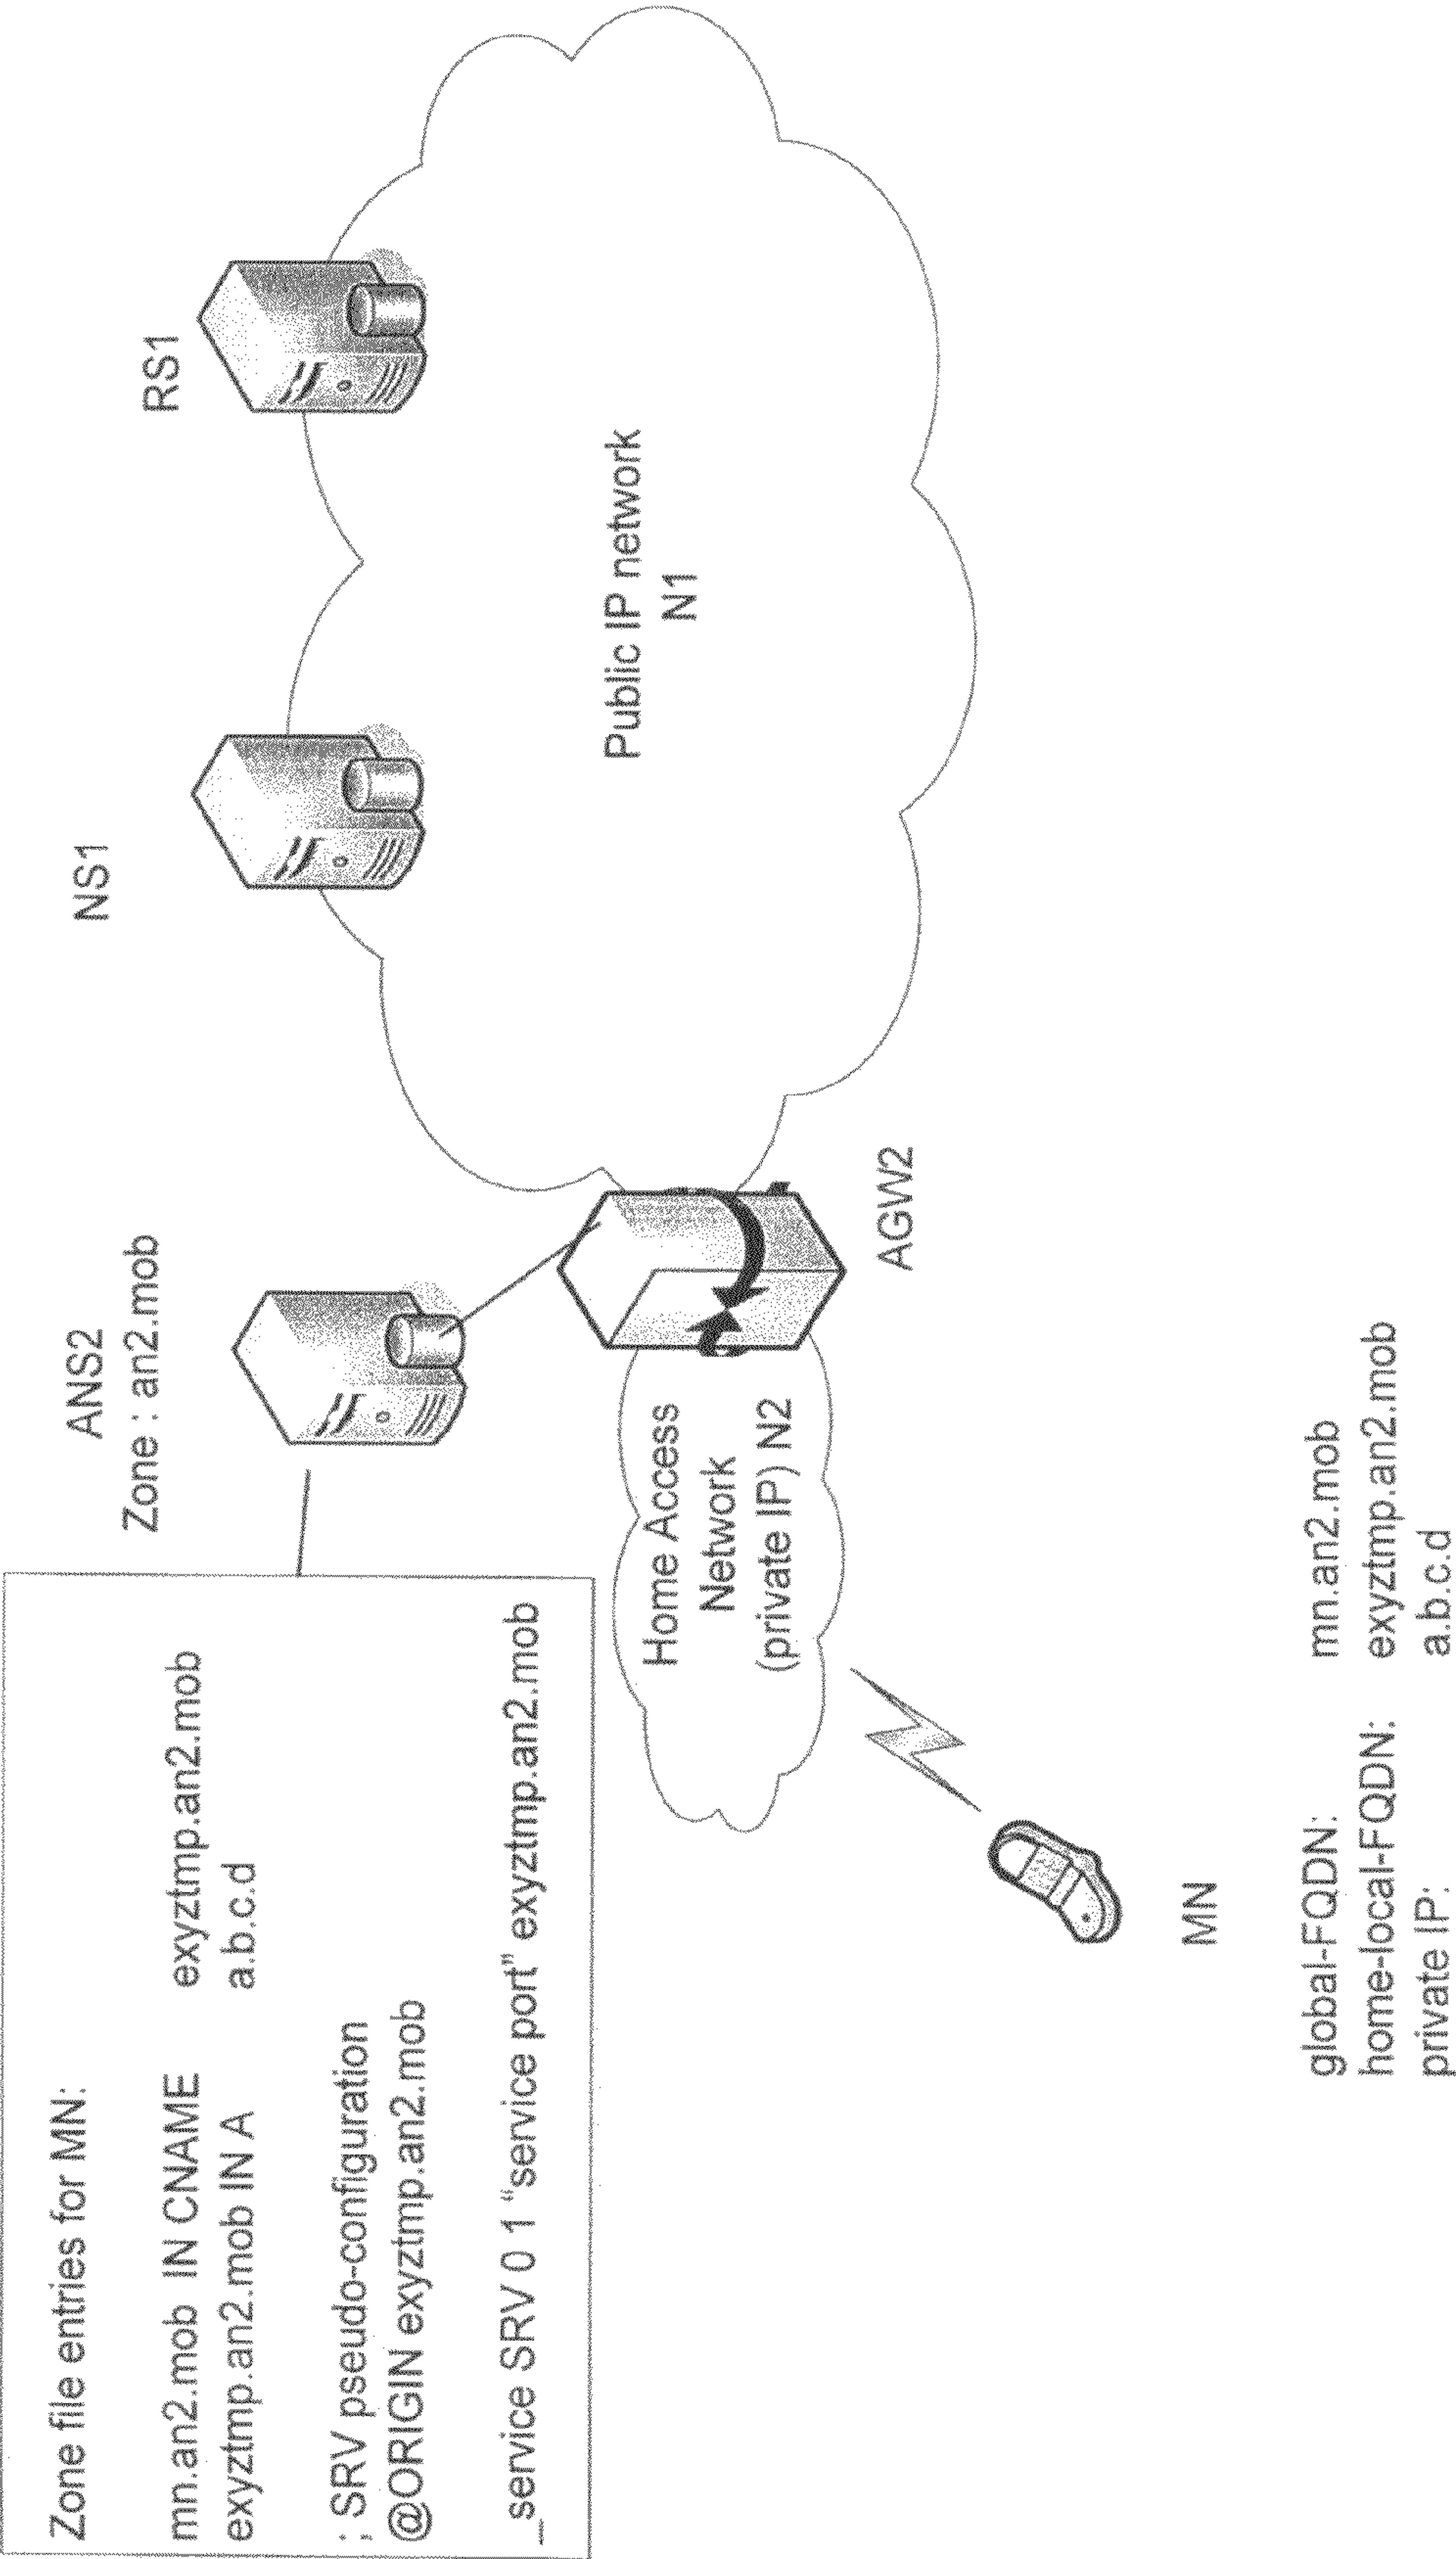 Zone file entries for MN:
mn.an2.mob IN CNAME exyztmp.an2.mob
exyztmp.an2.mob IN A a.b.c.d
; SRV pseudo-configuration
@ORIGIN exyztmp.an2.mob
_service SRV 0 1 "service port" exyztmp.an2.mob
ANS2
Zone : an2.mob
NS1
RS1
Public IP network
N1
Home Access
Network
(private IP) N2
AGW2
MN
global-FQDN: mn.an2.mob
home-local-FQDN: exyztmp.an2.mob
private IP: a.b.c.d